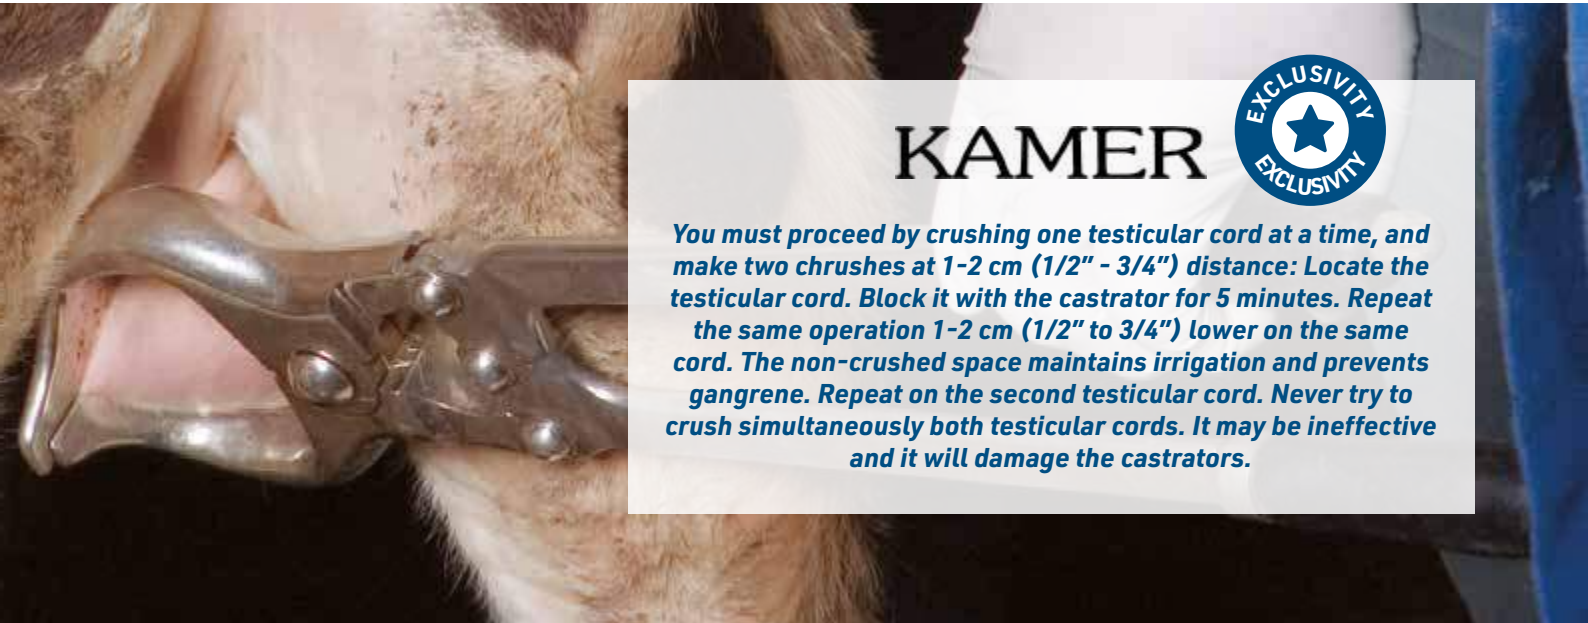 KAMER
EXCLUSIVITY
EXCLUSIVITY
You must proceed by crushing one testicular cord at a time, and
make two chrushes at 1-2 cm (1/2” - 3/4”) distance: Locate the
testicular cord. Block it with the castrator for 5 minutes. Repeat
the same operation 1-2 cm (1/2” to 3/4”) lower on the same
cord. The non-crushed space maintains irrigation and prevents
gangrene. Repeat on the second testicular cord. Never try to
crush simultaneously both testicular cords. It may be ineffective
and it will damage the castrators.